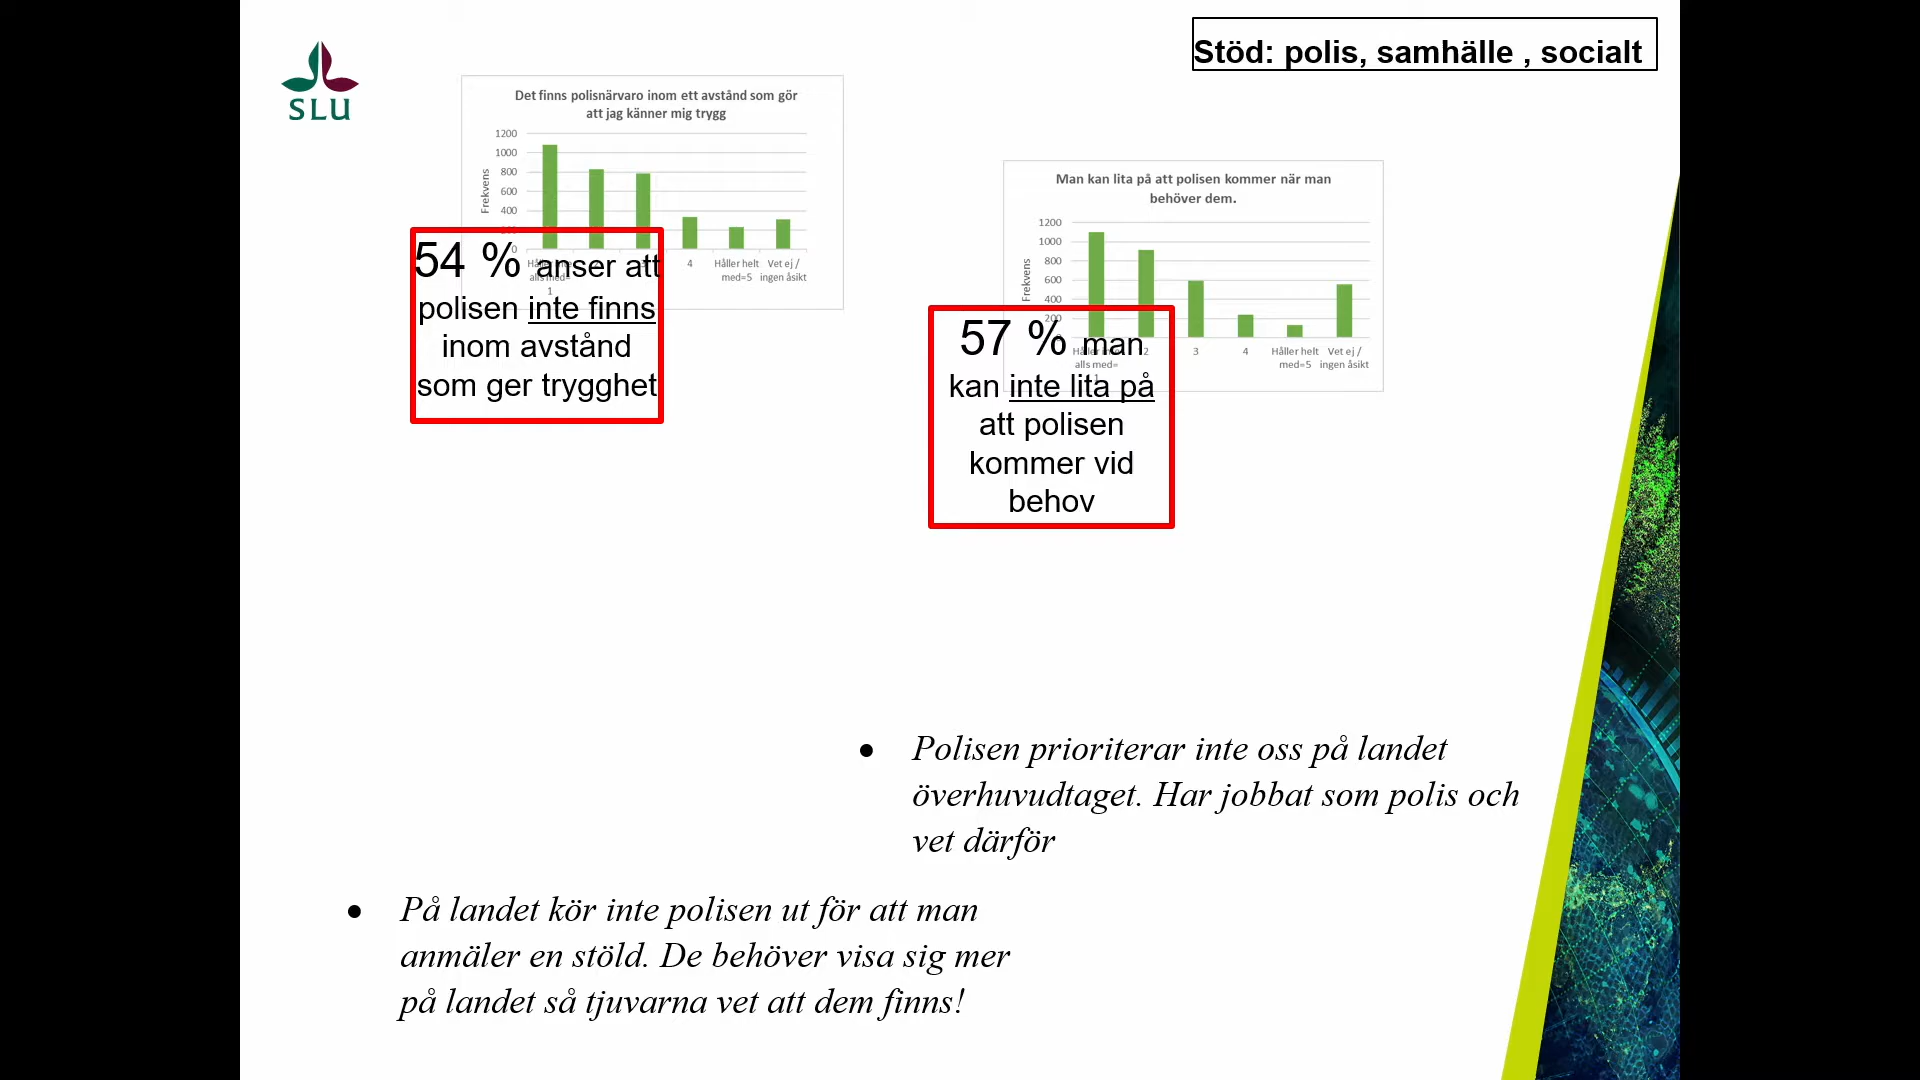 SLU
Stöd: polis, samhälle , socialt
Det finns polisnärvaro inom ett avstånd som gör
att jag känner mig trygg
1200
1000
800
600
400
0
Frekvens
alls med=
1
4
Håller helt
med=5
Vet ej /
ingen åsikt
54 % anser att
polisen inte finns
inom avstånd
som ger trygghet
Man kan lita på att polisen kommer när man
behöver dem.
1200
1000
800
600
400
200
Frekvens
alls med=
2
3
4
Håller helt
med=5
Vet ej /
ingen åsikt
57 % man
kan inte lita på
att polisen
kommer vid
behov
• Polisen prioriterar inte oss på landet
överhuvudtaget. Har jobbat som polis och
vet därför
• På landet kör inte polisen ut för att man
anmäler en stöld. De behöver visa sig mer
på landet så tjuvarna vet att dem finns!